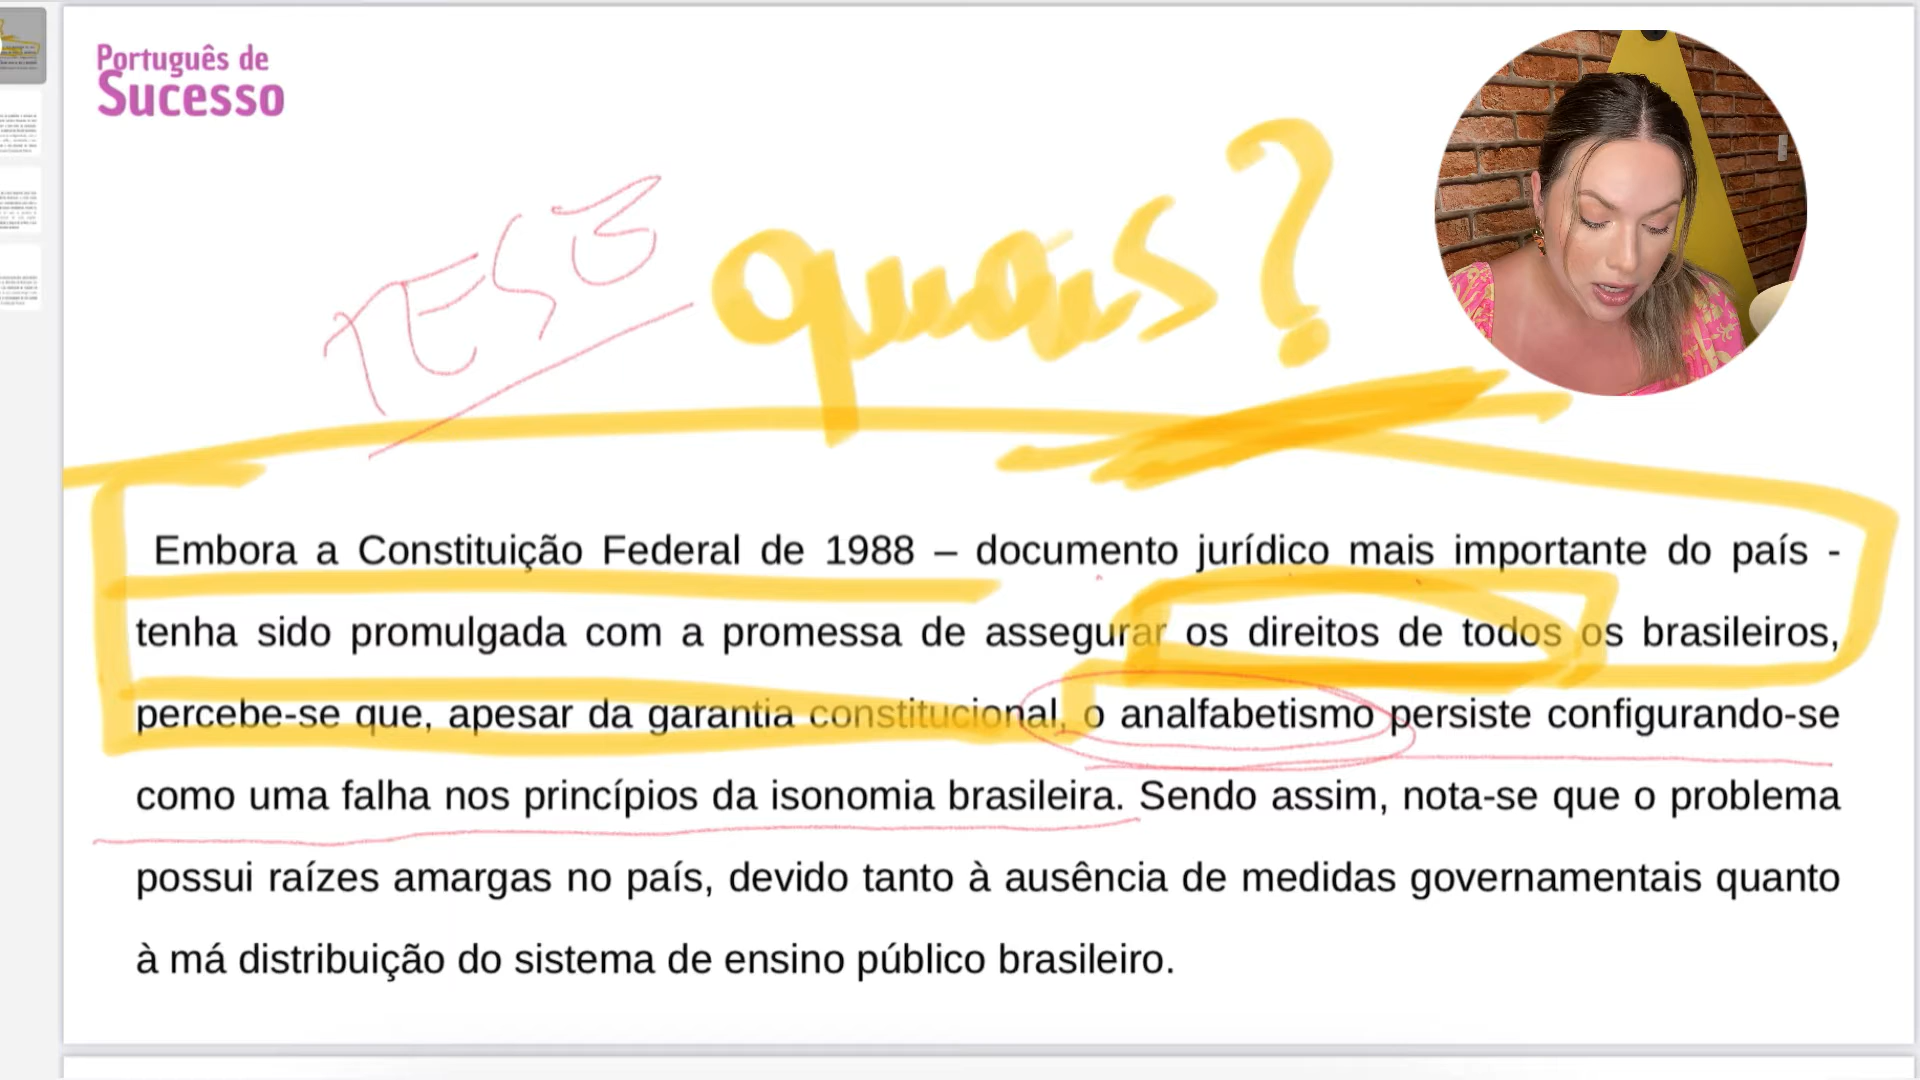 Português de
Sucesso
TESE
quais?
Embora a Constituição Federal de 1988 – documento jurídico mais importante do país -
tenha sido promulgada com a promessa de assegurar os direitos de todos os brasileiros,
percebe-se que, apesar da garantia constitucional, o analfabetismo persiste configurando-se
como uma falha nos princípios da isonomia brasileira. Sendo assim, nota-se que o problema
possui raízes amargas no país, devido tanto à ausência de medidas governamentais quanto
à má distribuição do sistema de ensino público brasileiro.